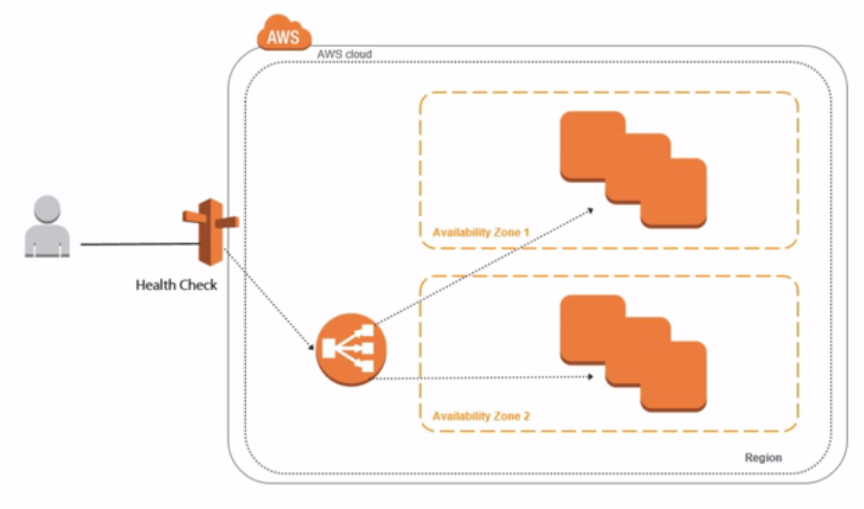 AWS
AWS cloud
Availability Zone 1
Health Check
Availability Zone 2
Region